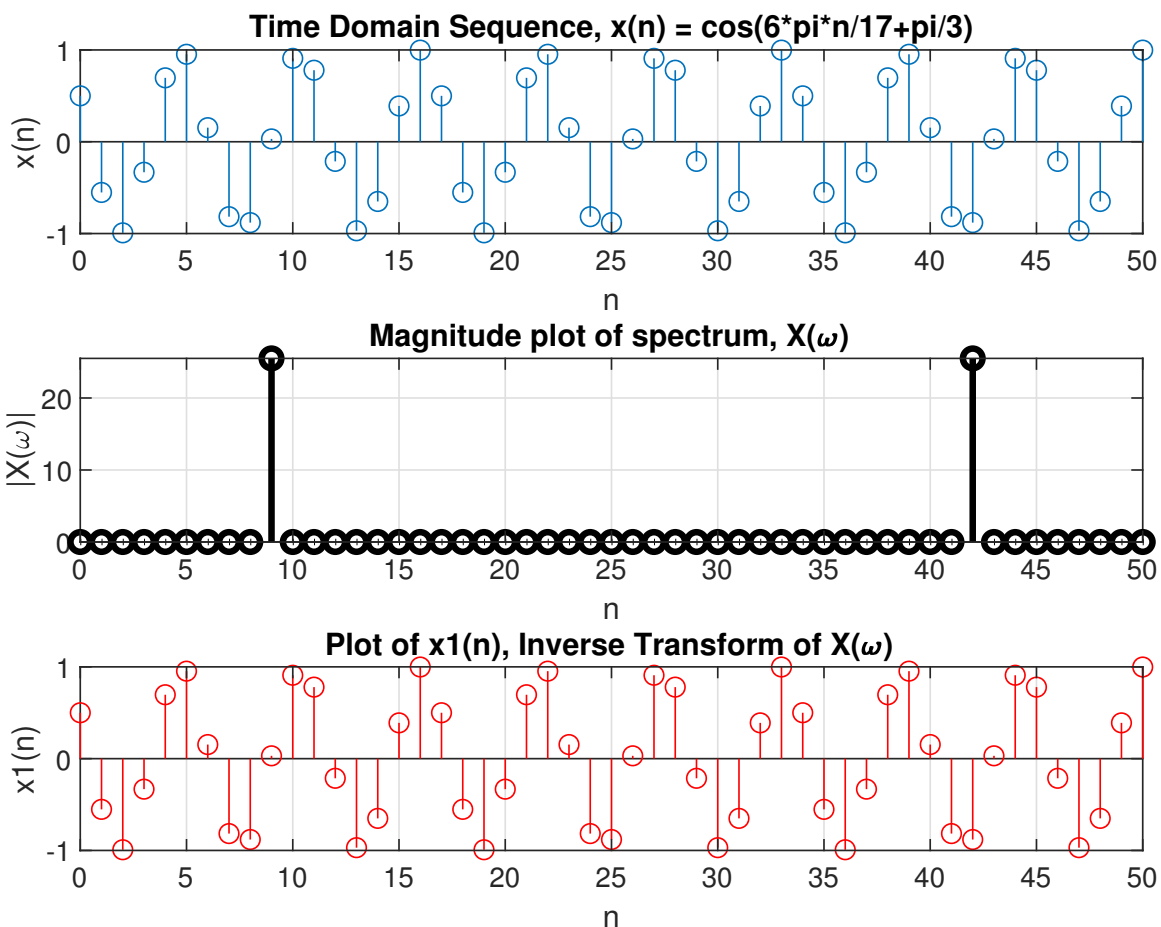 Time Domain Sequence, x(n) = cos(6*pi*n/17+pi/3)
1
0
-1
x(n)
0 5 10 15 20 25 30 35 40 45 50
n
Magnitude plot of spectrum, X(ω)
20
10
0
|X(ω)|
0 5 10 15 20 25 30 35 40 45 50
n
Plot of x1(n), Inverse Transform of X(ω)
1
0
-1
x1(n)
0 5 10 15 20 25 30 35 40 45 50
n